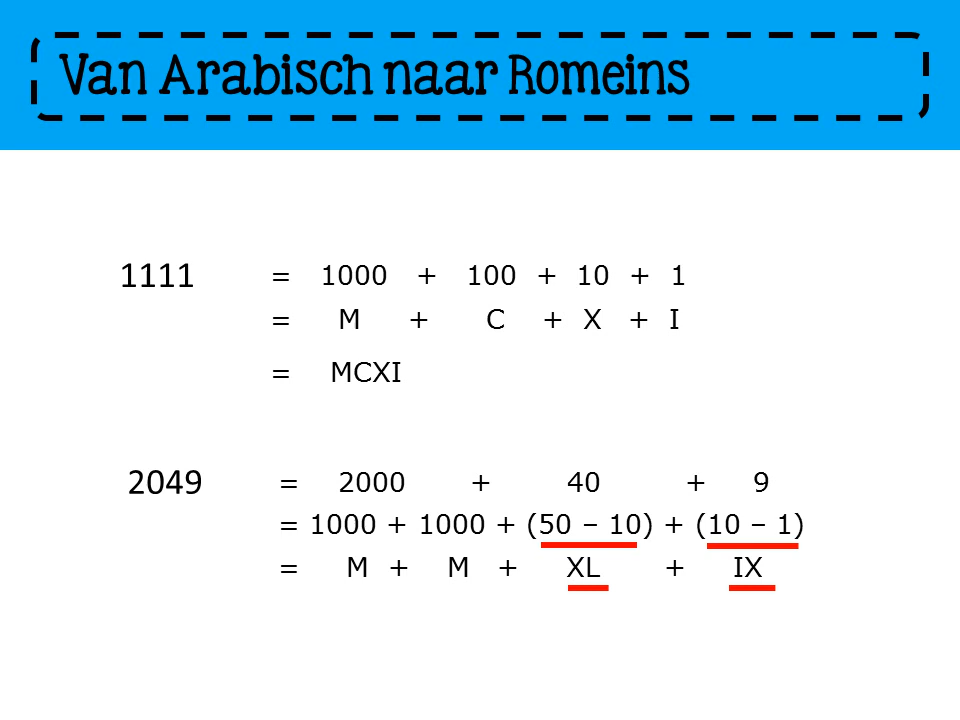 Van Arabisch naar Romeins
1111 = 1000 + 100 + 10 + 1
= M + C + X + I
= MCXI
2049 = 2000 + 40 + 9
= 1000 + 1000 + (50 – 10) + (10 – 1)
= M + M + XL + IX